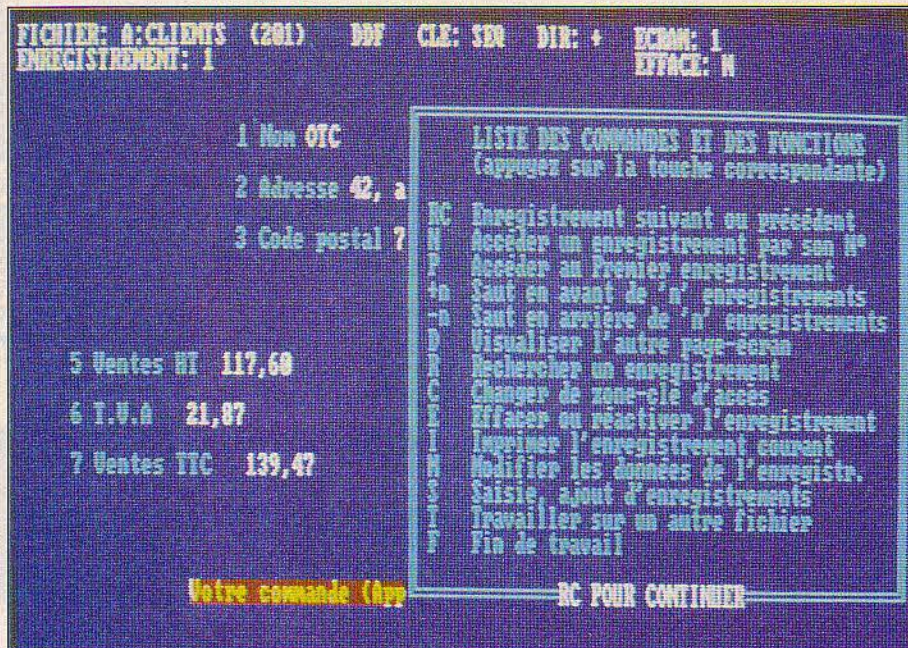 FICHIER: A:CLIENTS (201) DDF CLE: SEQ DIR: + ECRAN: 1
ENREGISTREMENT: 1 EFFACE: N
1 Nom OTC
2 Adresse 42, a
3 Code postal 7
5 Ventes HT 117,60
6 T.V.A 21,87
7 Ventes TTC 139,47
Votre commande (App
LISTE DES COMMANDES ET DES FONCTIONS
(appuyez sur la touche correspondante)
RC Enregistrement suivant ou précédent
N Accéder un enregistrement par son n°
P Accéder au Premier enregistrement
+n Saut en avant de 'n' enregistrements
-n Saut en arrière de 'n' enregistrements
Visualiser l'autre page-écran
R Rechercher un enregistrement
C Changer de zone-clé d'accès
E Effacer ou réactiver l'enregistrement
I Imprimer l'enregistrement courant
M Modifier les données de l'enregistr.
S Saisie, ajout d'enregistrements
T Travailler sur un autre fichier
F Fin de travail
RC POUR CONTINUER